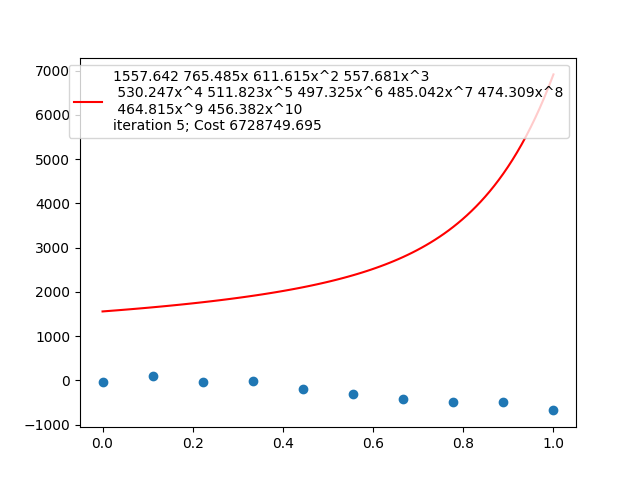 7000
6000
5000
4000
3000
2000
1000
0
−1000
0.0 0.2 0.4 0.6 0.8 1.0
1557.642 765.485x 611.615x^2 557.681x^3
530.247x^4 511.823x^5 497.325x^6 485.042x^7 474.309x^8
464.815x^9 456.382x^10
iteration 5; Cost 6728749.695